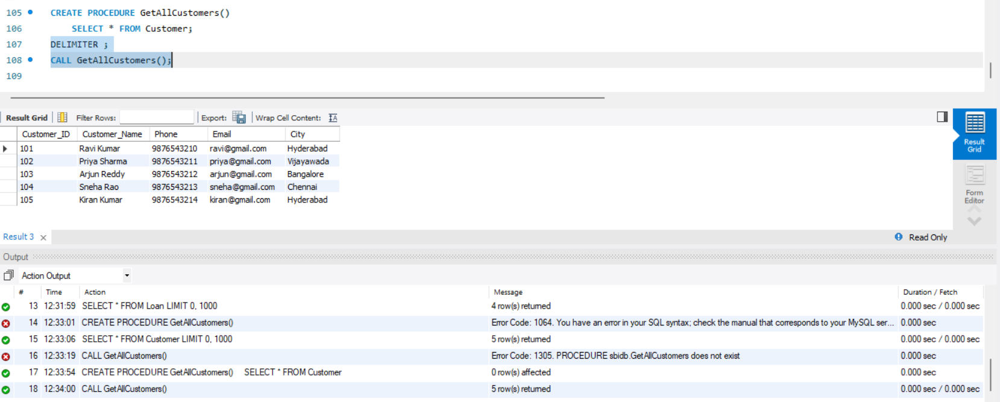 105 CREATE PROCEDURE GetAllCustomers()
106 SELECT * FROM Customer;
107 DELIMITER ;
108 CALL GetAllCustomers();
109
Result Grid Filter Rows: Export: Wrap Cell Content:
Customer_ID Customer_Name Phone Email City
101 Ravi Kumar 9876543210 ravi@gmail.com Hyderabad
102 Priya Sharma 9876543211 priya@gmail.com Vijayawada
103 Arjun Reddy 9876543212 arjun@gmail.com Bangalore
104 Sneha Rao 9876543213 sneha@gmail.com Chennai
105 Kiran Kumar 9876543214 kiran@gmail.com Hyderabad
Result
Grid
Form
Editor
Result 3 Read Only
Output
Action Output
# Time Action Message Duration / Fetch
13 12:31:59 SELECT * FROM Loan LIMIT 0, 1000 4 row(s) returned 0.000 sec / 0.000 sec
14 12:33:01 CREATE PROCEDURE GetAllCustomers() Error Code: 1064. You have an error in your SQL syntax; check the manual that corresponds to your MySQL ser... 0.000 sec
15 12:33:06 SELECT * FROM Customer LIMIT 0, 1000 5 row(s) returned 0.000 sec / 0.000 sec
16 12:33:19 CALL GetAllCustomers() Error Code: 1305. PROCEDURE sbidb.GetAllCustomers does not exist 0.000 sec
17 12:33:54 CREATE PROCEDURE GetAllCustomers() SELECT * FROM Customer 0 row(s) affected 0.000 sec
18 12:34:00 CALL GetAllCustomers() 5 row(s) returned 0.000 sec / 0.000 sec